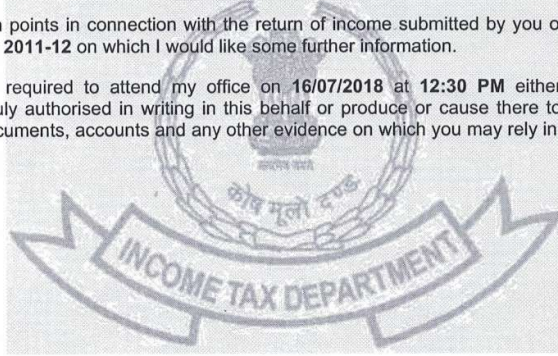 points in connection with the return of income submitted by you o
2011-12 on which I would like some further information.
required to attend my office on 16/07/2018 at 12:30 PM either
uly authorised in writing in this behalf or produce or cause there to
cuments, accounts and any other evidence on which you may rely in
सत्यमेव जयते
कोष मूलो दण्डः
INCOME TAX DEPARTMENT